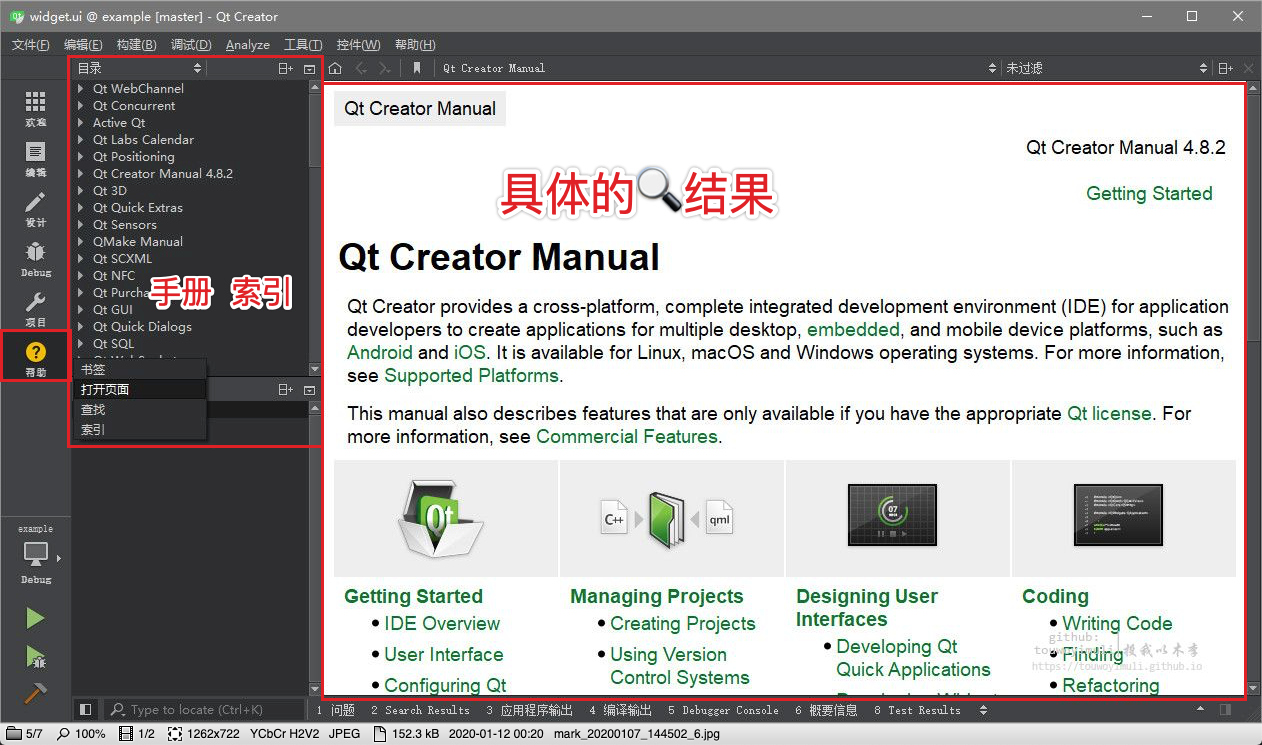 widget.ui @ example [master] - Qt Creator
文件(F) 编辑(E) 构建(B) 调试(D) Analyze 工具(T) 控件(W) 帮助(H)
目录
Qt Creator Manual
未过滤
欢迎
编辑
设计
Debug
项目
帮助
Qt WebChannel
Qt Concurrent
Active Qt
Qt Labs Calendar
Qt Positioning
Qt Creator Manual 4.8.2
Qt 3D
Qt Quick Extras
Qt Sensors
QMake Manual
Qt SCXML
Qt NFC
Qt Purcha
Qt GUI
Qt Quick Dialogs
Qt SQL
手册 索引
书签
打开页面
查找
索引
Qt Creator Manual
Qt Creator Manual 4.8.2
Getting Started
具体的🔍结果
Qt Creator Manual
Qt Creator provides a cross-platform, complete integrated development environment (IDE) for application
developers to create applications for multiple desktop, embedded, and mobile device platforms, such as
Android and iOS. It is available for Linux, macOS and Windows operating systems. For more information,
see Supported Platforms.
This manual also describes features that are only available if you have the appropriate Qt license. For
more information, see Commercial Features.
Qt
C++
qml
07
Getting Started
• IDE Overview
• User Interface
• Configuring Qt
Managing Projects
• Creating Projects
• Using Version
Control Systems
Designing User
Interfaces
• Developing Qt
Quick Applications
Coding
• Writing Code
• Finding
• Refactoring
github:
touwoyimuli 投我以木李
https://touwoyimuli.github.io
example
Debug
Type to locate (Ctrl+K)
1 问题 2 Search Results 3 应用程序输出 4 编译输出 5 Debugger Console 6 概要信息 8 Test Results
5/7 100% 1/2 1262x722 YCbCr H2V2 JPEG 152.3 kB 2020-01-12 00:20 mark_20200107_144502_6.jpg